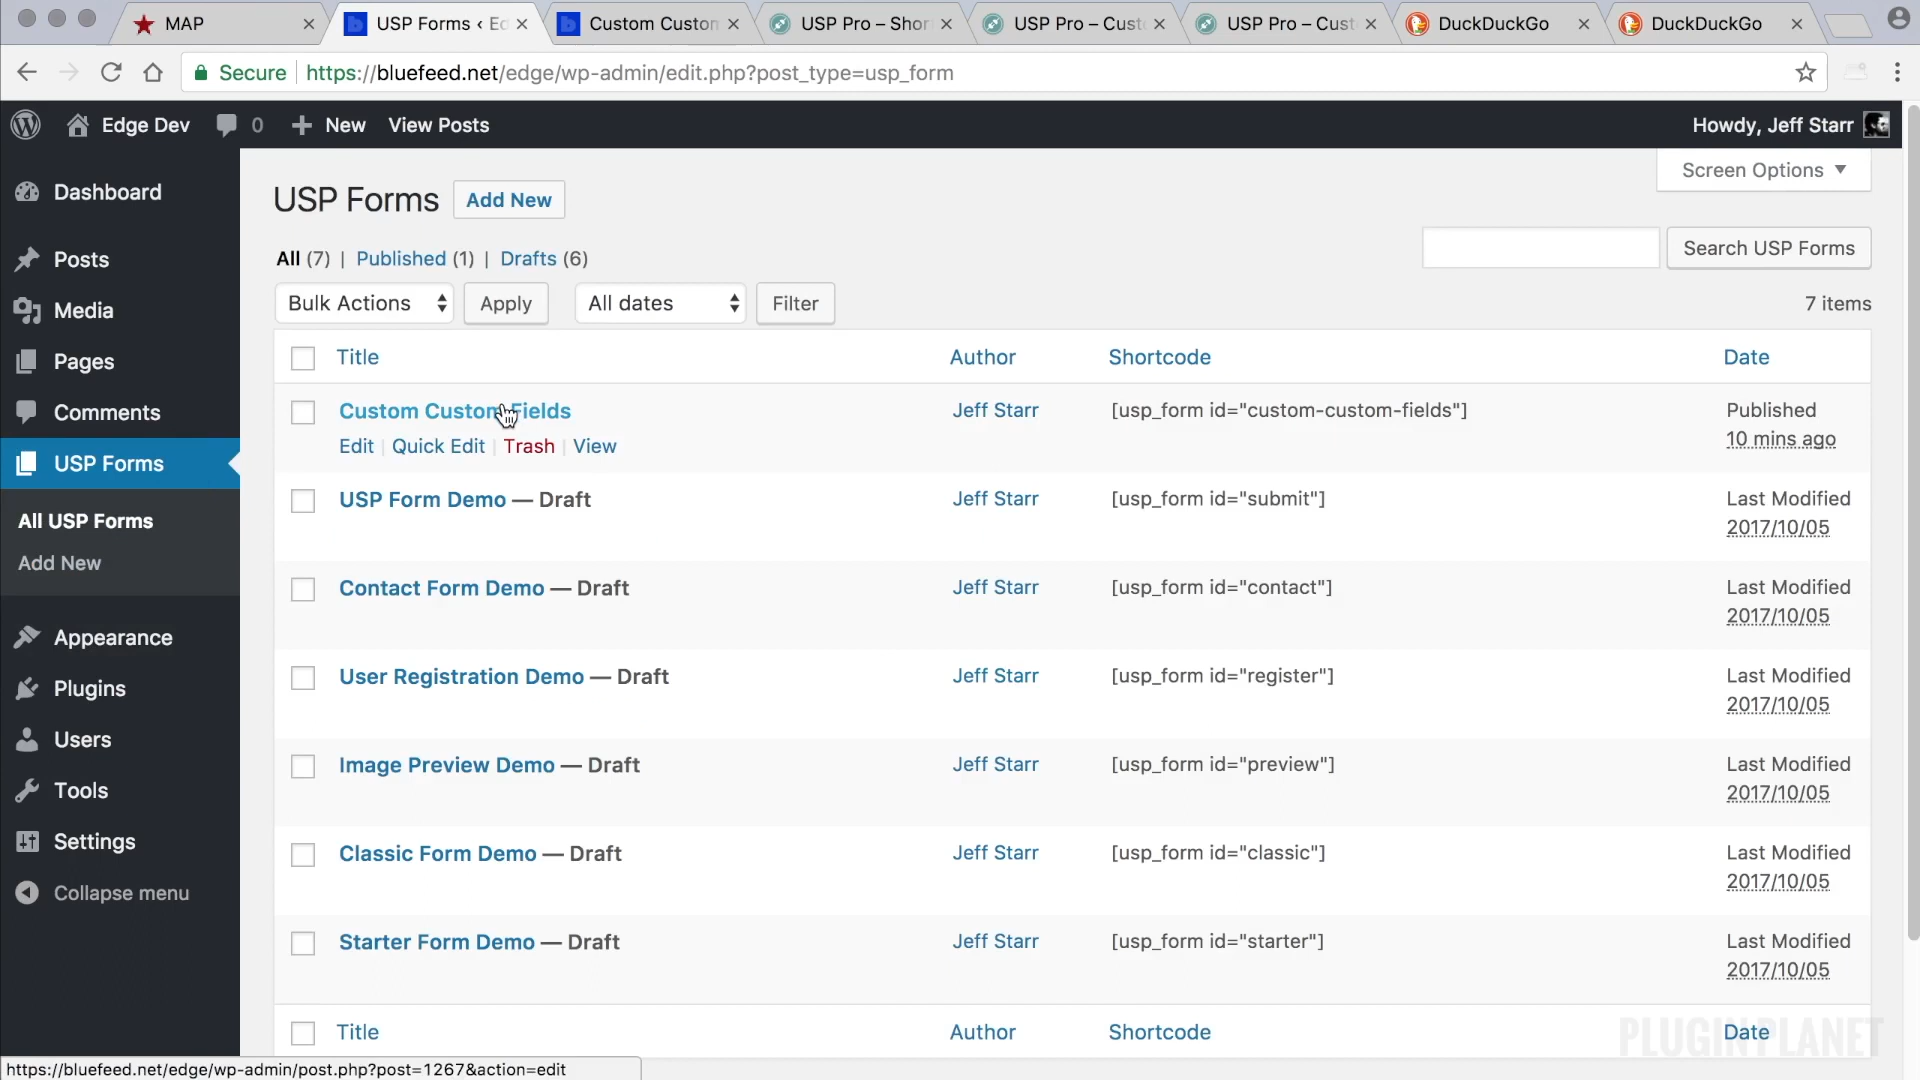 MAP
USP Forms ‹ Ed
Custom Custom
USP Pro – Shor
USP Pro – Cust
USP Pro – Cust
DuckDuckGo
DuckDuckGo
Secure
https://bluefeed.net/edge/wp-admin/edit.php?post_type=usp_form
Edge Dev
0
New
View Posts
Howdy, Jeff Starr
Dashboard
Posts
Media
Pages
Comments
USP Forms
All USP Forms
Add New
Appearance
Plugins
Users
Tools
Settings
Collapse menu
Screen Options
USP Forms Add New
All (7) | Published (1) | Drafts (6)
Search USP Forms
Bulk Actions Apply All dates Filter 7 items
Title Author Shortcode Date
Custom Custom Fields Jeff Starr [usp_form id="custom-custom-fields"] Published
Edit | Quick Edit | Trash | View 10 mins ago
USP Form Demo — Draft Jeff Starr [usp_form id="submit"] Last Modified
2017/10/05
Contact Form Demo — Draft Jeff Starr [usp_form id="contact"] Last Modified
2017/10/05
User Registration Demo — Draft Jeff Starr [usp_form id="register"] Last Modified
2017/10/05
Image Preview Demo — Draft Jeff Starr [usp_form id="preview"] Last Modified
2017/10/05
Classic Form Demo — Draft Jeff Starr [usp_form id="classic"] Last Modified
2017/10/05
Starter Form Demo — Draft Jeff Starr [usp_form id="starter"] Last Modified
2017/10/05
Title Author Shortcode Date
PLUGIN PLANET
https://bluefeed.net/edge/wp-admin/post.php?post=1267&action=edit